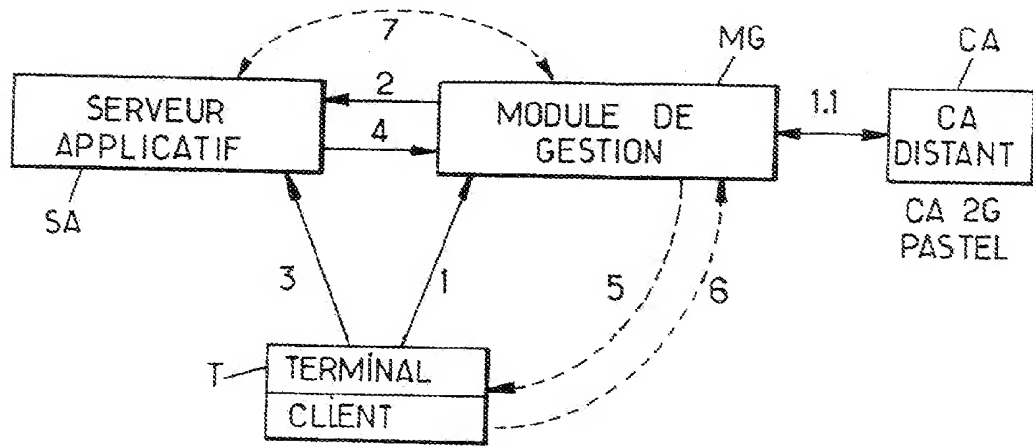 7
MG
CA
SERVEUR
APPLICATIF
2
4
MODULE DE
GESTION
1.1
CA
DISTANT
SA
CA 2G
PASTEL
3
1
5
6
T
TERMINAL
CLIENT